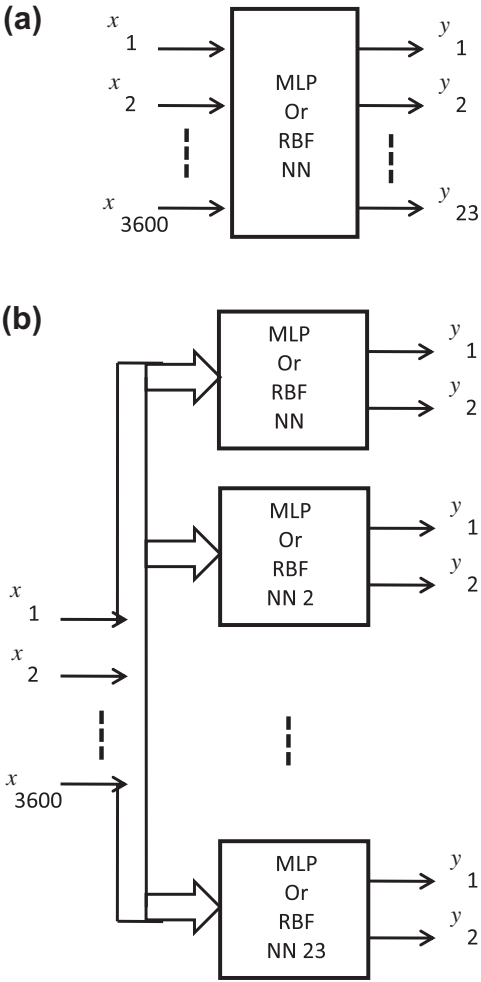 (a)
x 1
y 1
x 2
y 2
MLP
Or
RBF
NN
x 3600
y 23
(b)
MLP
Or
RBF
NN
y 1
y 2
MLP
Or
RBF
NN 2
y 1
y 2
x 1
x 2
x 3600
MLP
Or
RBF
NN 23
y 1
y 2